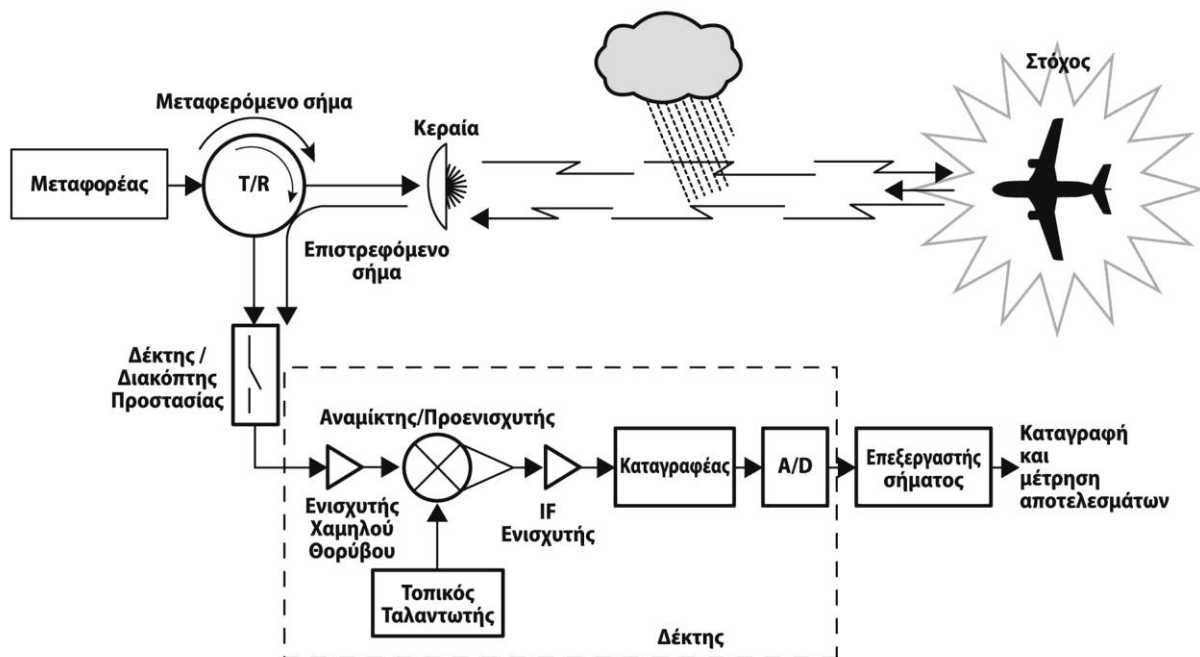 Στόχος
Μεταφερόμενο σήμα
Κεραία
Μεταφορέας
T/R
Επιστρεφόμενο
σήμα
Δέκτης /
Διακόπτης
Προστασίας
Αναμίκτης/Προενισχυτής
Ενισχυτής
Χαμηλού
Θορύβου
IF
Ενισχυτής
Καταγραφέας
A/D
Επεξεργαστής
σήματος
Καταγραφή
και
μέτρηση
αποτελεσμάτων
Τοπικός
Ταλαντωτής
Δέκτης